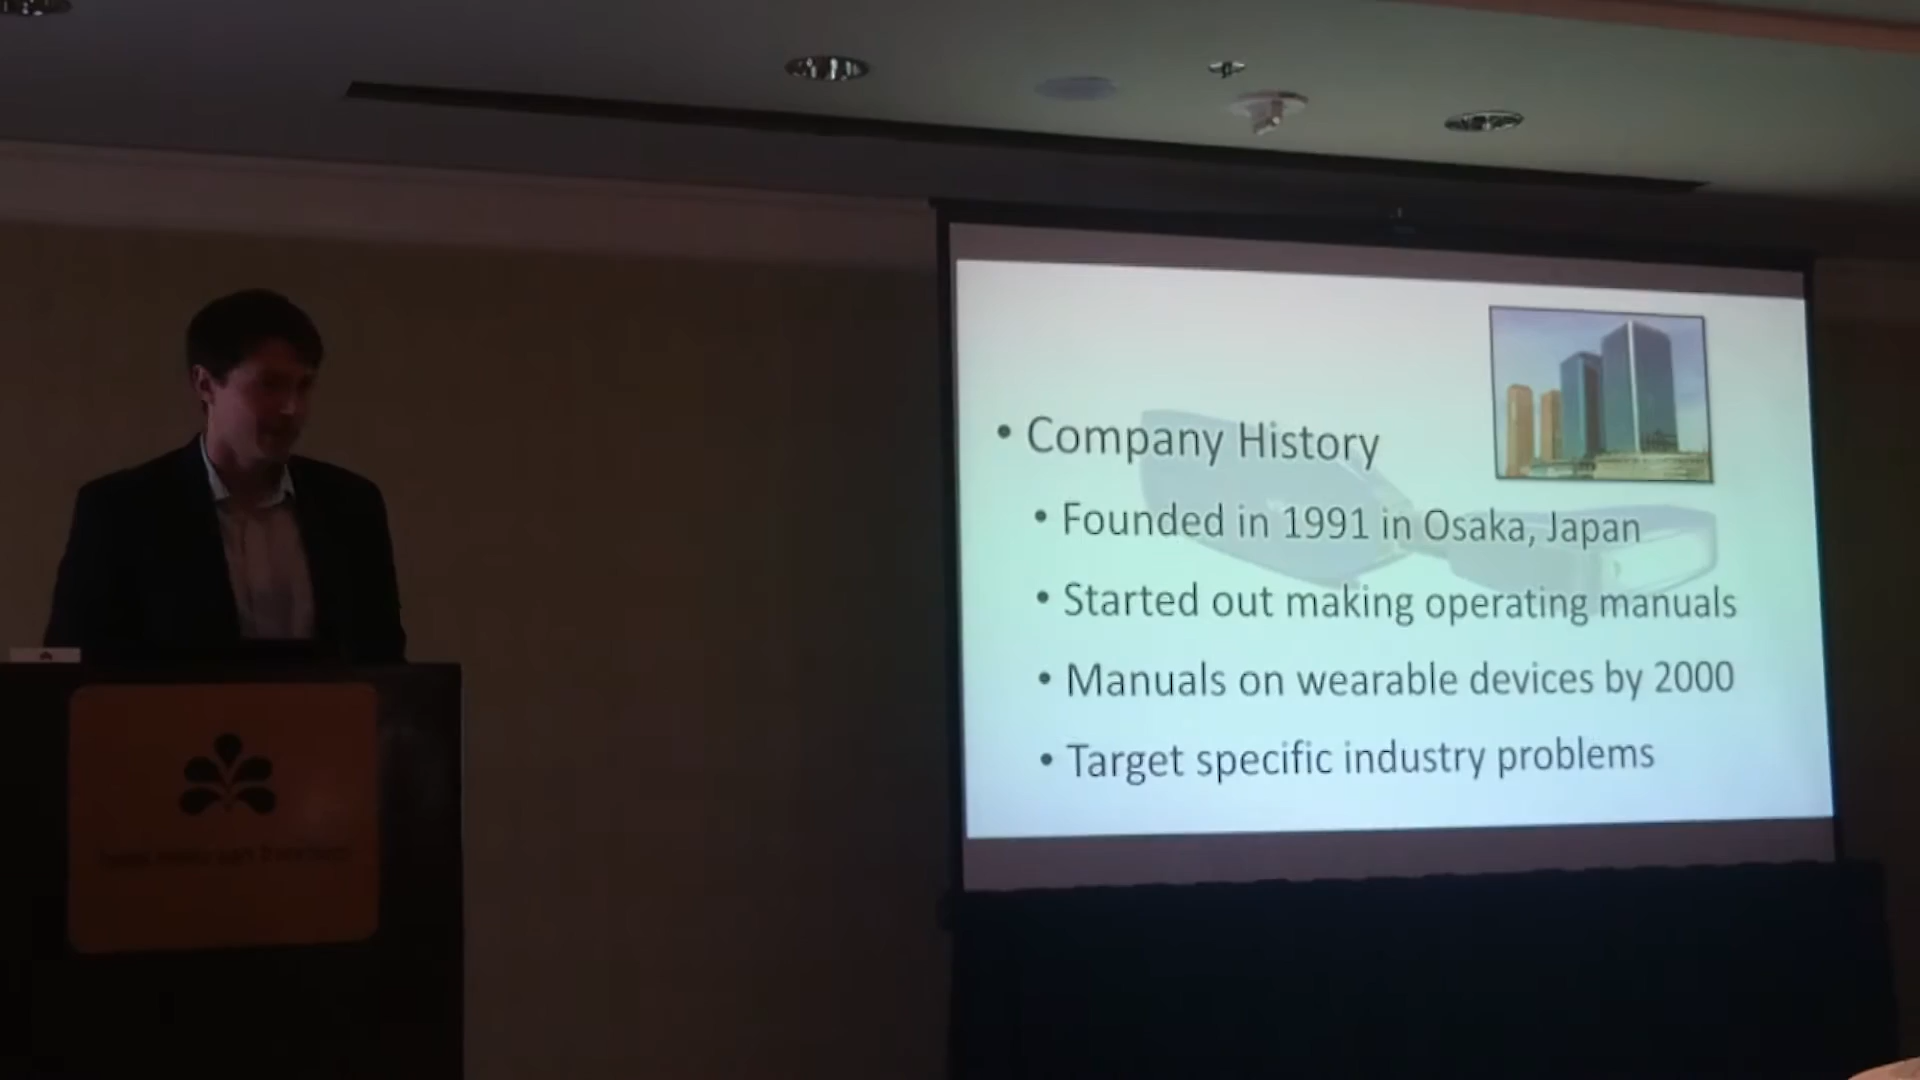 • Company History
• Founded in 1991 in Osaka, Japan
• Started out making operating manuals
• Manuals on wearable devices by 2000
• Target specific industry problems